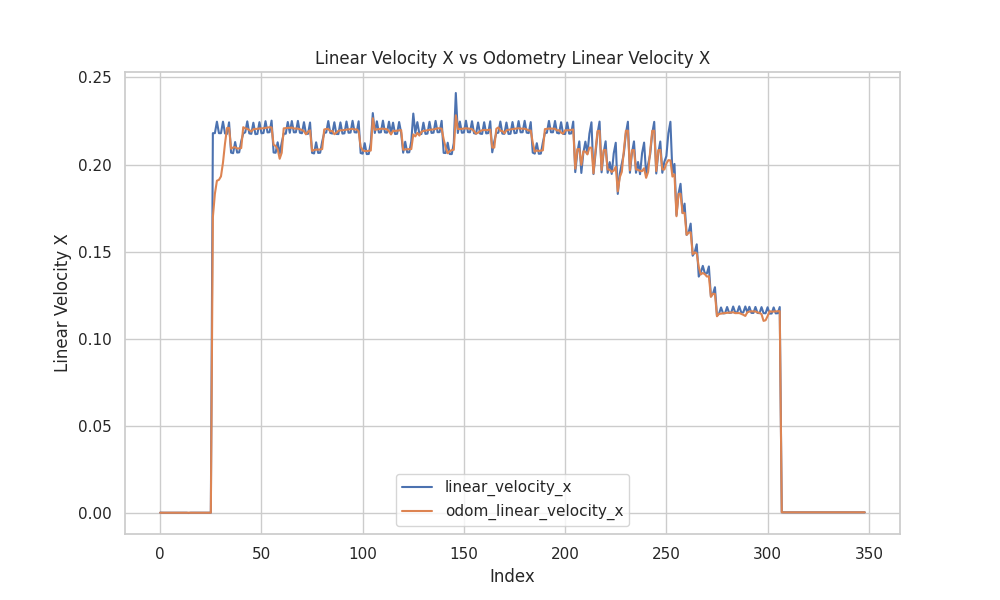 Linear Velocity X vs Odometry Linear Velocity X
0.25
0.20
0.15
0.10
0.05
0.00
Linear Velocity X
linear_velocity_x
odom_linear_velocity_x
0 50 100 150 200 250 300 350
Index